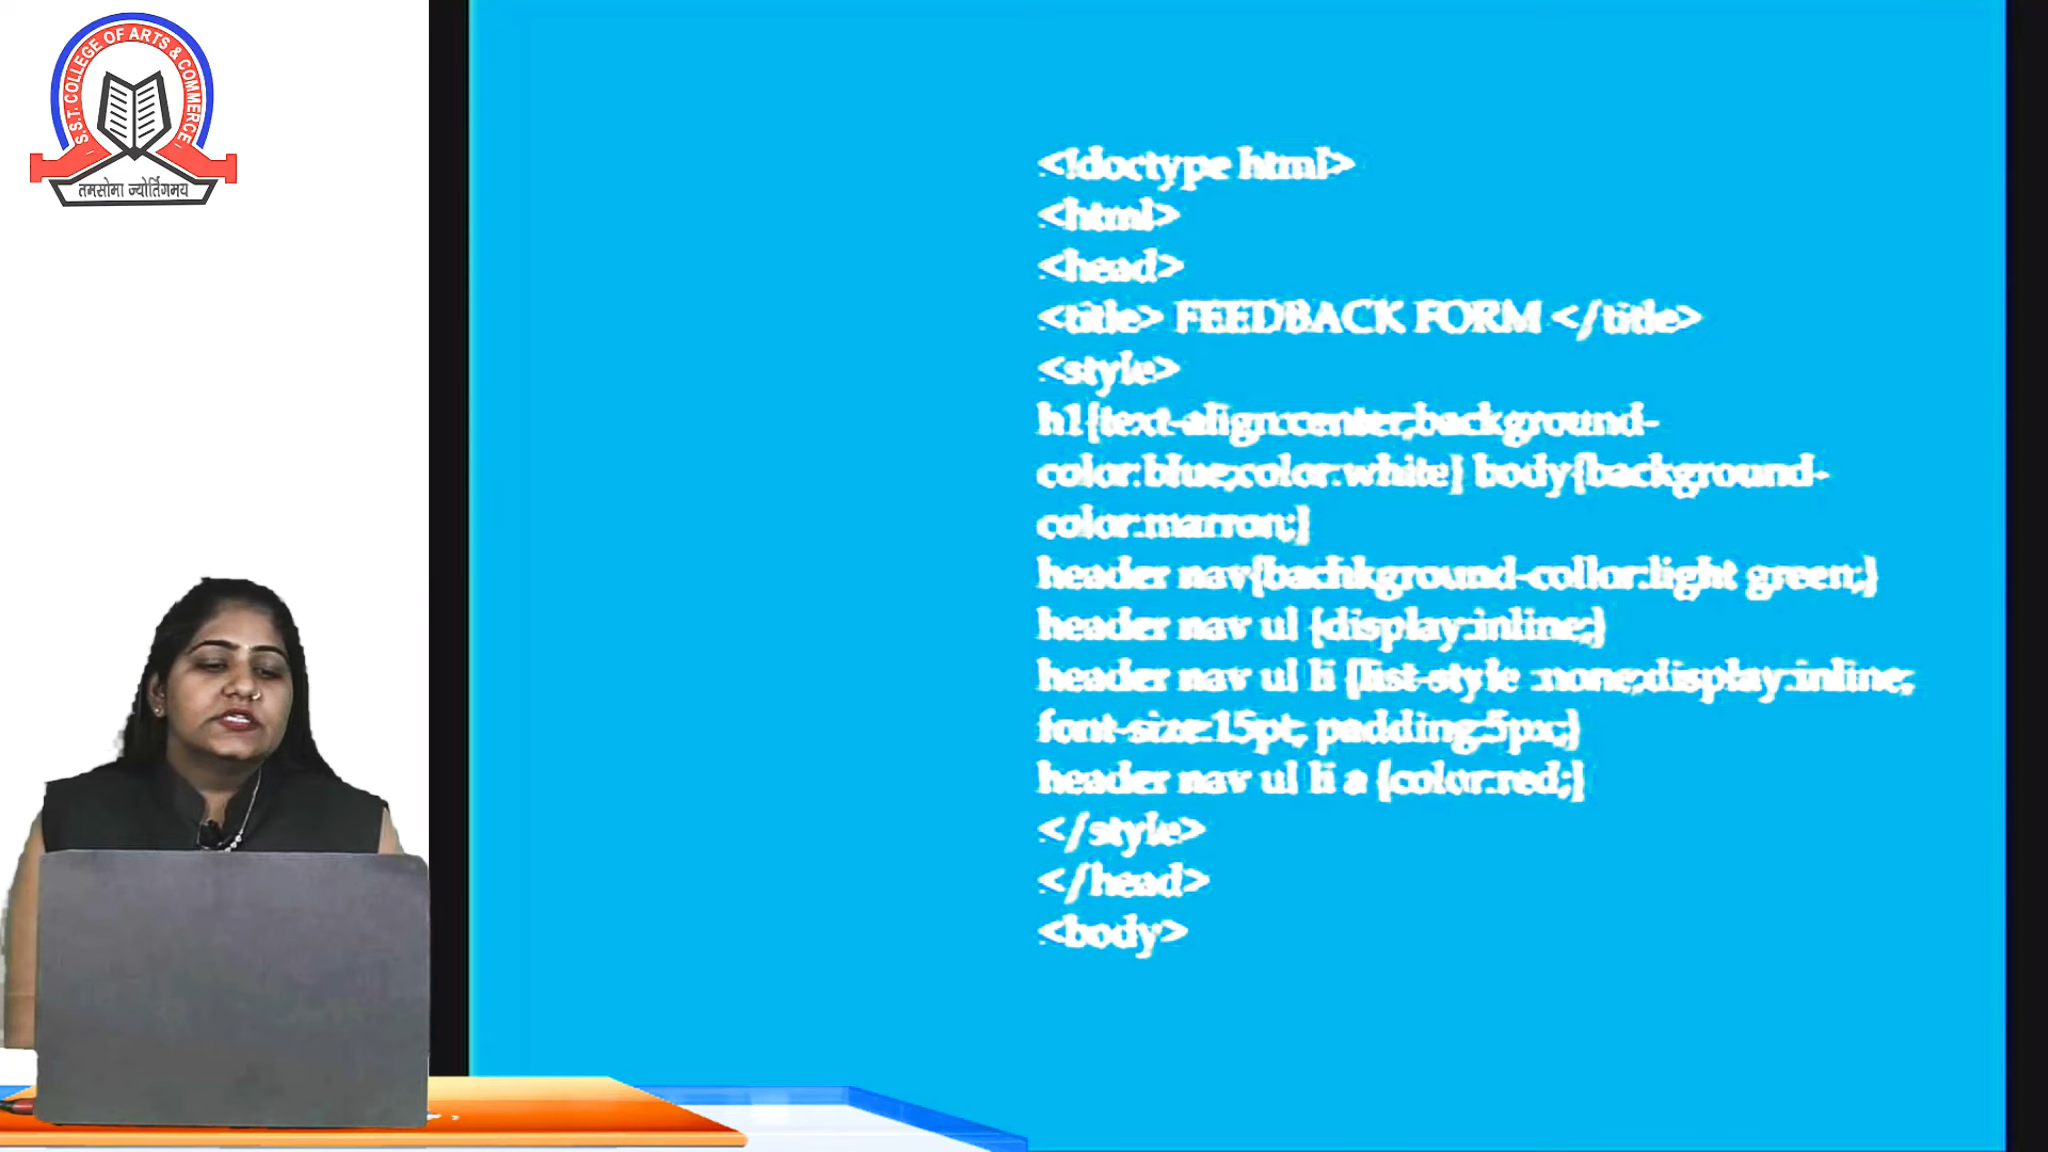 S.S.T. COLLEGE OF ARTS & COMMERCE
तमसोमा ज्योर्तिगमय
<!doctype html>
<html>
<head>
<title> FEEDBACK FORM </title>
<style>
h1{text-align:center;background-
color:blue;color:white} body{background-
color:marron;}
header nav{bachkground-collor:light green;}
header nav ul {display:inline;}
header nav ul li {list-style :none;display:inline;
font-size:15pt; padding:5px;}
header nav ul li a {color:red;}
</style>
</head>
<body>